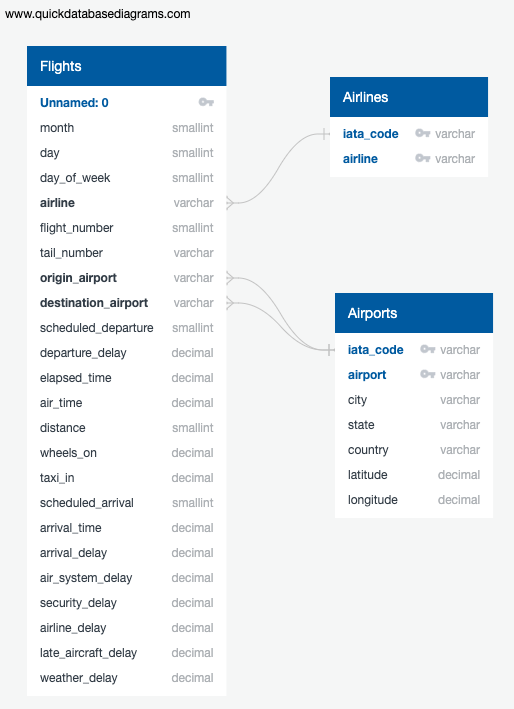 www.quickdatabasediagrams.com
Flights
Unnamed: 0
month smallint
day smallint
day_of_week smallint
airline varchar
flight_number smallint
tail_number varchar
origin_airport varchar
destination_airport varchar
scheduled_departure smallint
departure_delay decimal
elapsed_time decimal
air_time decimal
distance smallint
wheels_on decimal
taxi_in decimal
scheduled_arrival smallint
arrival_time decimal
arrival_delay decimal
air_system_delay decimal
security_delay decimal
airline_delay decimal
late_aircraft_delay decimal
weather_delay decimal
Airlines
iata_code varchar
airline varchar
Airports
iata_code varchar
airport varchar
city varchar
state varchar
country varchar
latitude decimal
longitude decimal